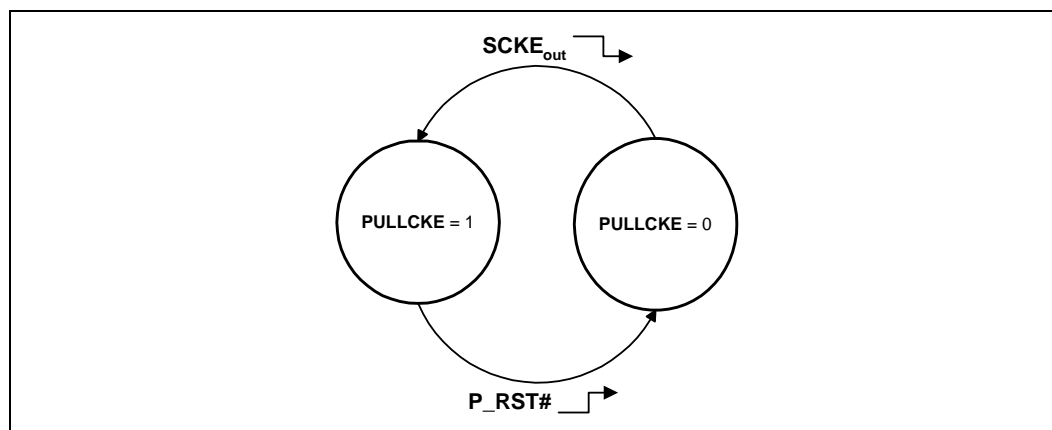 SCKEout
PULLCKE = 1
PULLCKE = 0
P_RST#